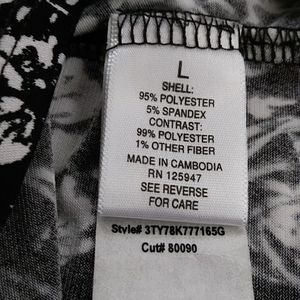 L
SHELL:
95% POLYESTER
5% SPANDEX
CONTRAST:
99% POLYESTER
1% OTHER FIBER
MADE IN CAMBODIA
RN 125947
SEE REVERSE
FOR CARE
Style# 3TY78K777165G
Cut# 80090